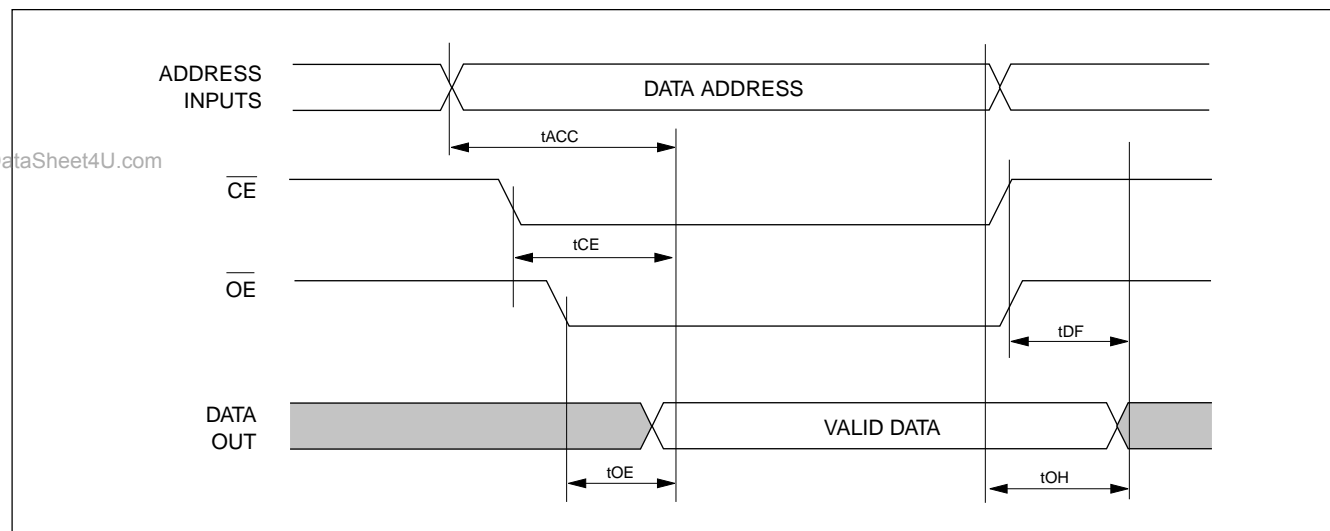 ADDRESS
INPUTS
DATA ADDRESS
tACC
ataSheet4U.com
CE
tCE
OE
tDF
DATA
OUT
VALID DATA
tOE
tOH